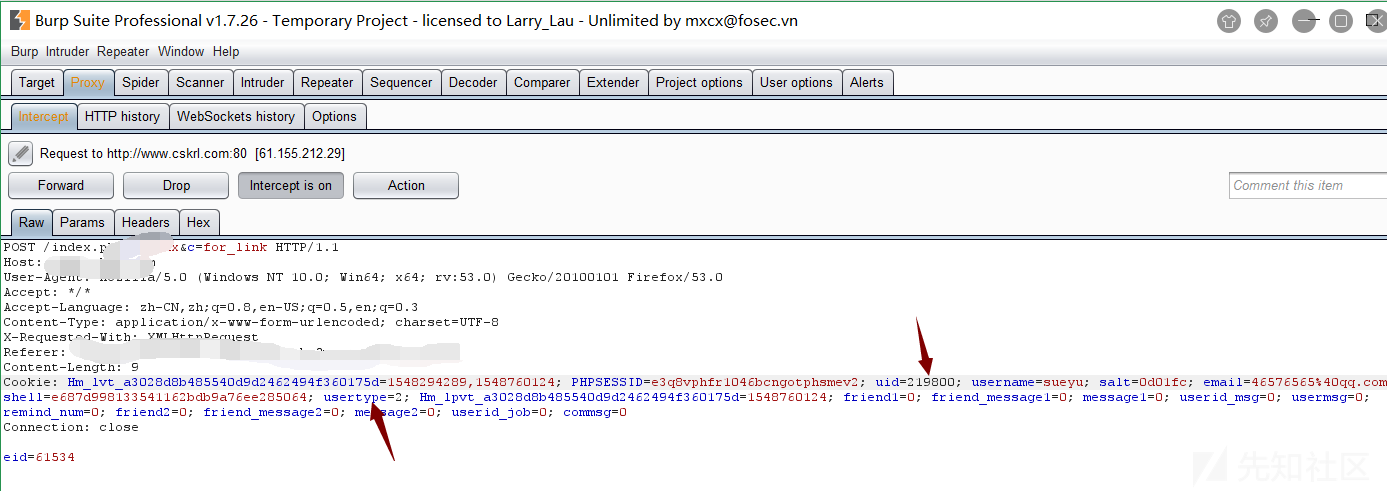 Burp Suite Professional v1.7.26 - Temporary Project - licensed to Larry_Lau - Unlimited by mxcx@fosec.vn
Burp Intruder Repeater Window Help
Target Proxy Spider Scanner Intruder Repeater Sequencer Decoder Comparer Extender Project options User options Alerts
Intercept HTTP history WebSockets history Options
Request to http://www.cskrl.com:80 [61.155.212.29]
Forward Drop Intercept is on Action Comment this item
Raw Params Headers Hex
POST /index.p x&c=for_link HTTP/1.1
Host:
User-Agent: Mozilla/5.0 (Windows NT 10.0; Win64; x64; rv:53.0) Gecko/20100101 Firefox/53.0
Accept: */*
Accept-Language: zh-CN,zh;q=0.8,en-US;q=0.5,en;q=0.3
Content-Type: application/x-www-form-urlencoded; charset=UTF-8
X-Requested-With: XMLHttpRequest
Referer:
Content-Length: 9
Cookie: Hm_lvt_a3028d8b485540d9d2462494f360175d=1548294289,1548760124; PHPSESSID=e3q8vphfr1046bcngotphsmev2; uid=219800; username=sueyu; salt=0d01fc; email=46576565%40qq.com
shell=e687d998133541162bdb9a76ee285064; usertype=2; Hm_lpvt_a3028d8b485540d9d2462494f360175d=1548760124; friend1=0; friend_message1=0; message1=0; userid_msg=0; usermsg=0;
remind_num=0; friend2=0; friend_message2=0; message2=0; userid_job=0; commsg=0
Connection: close
eid=61534
先知社区